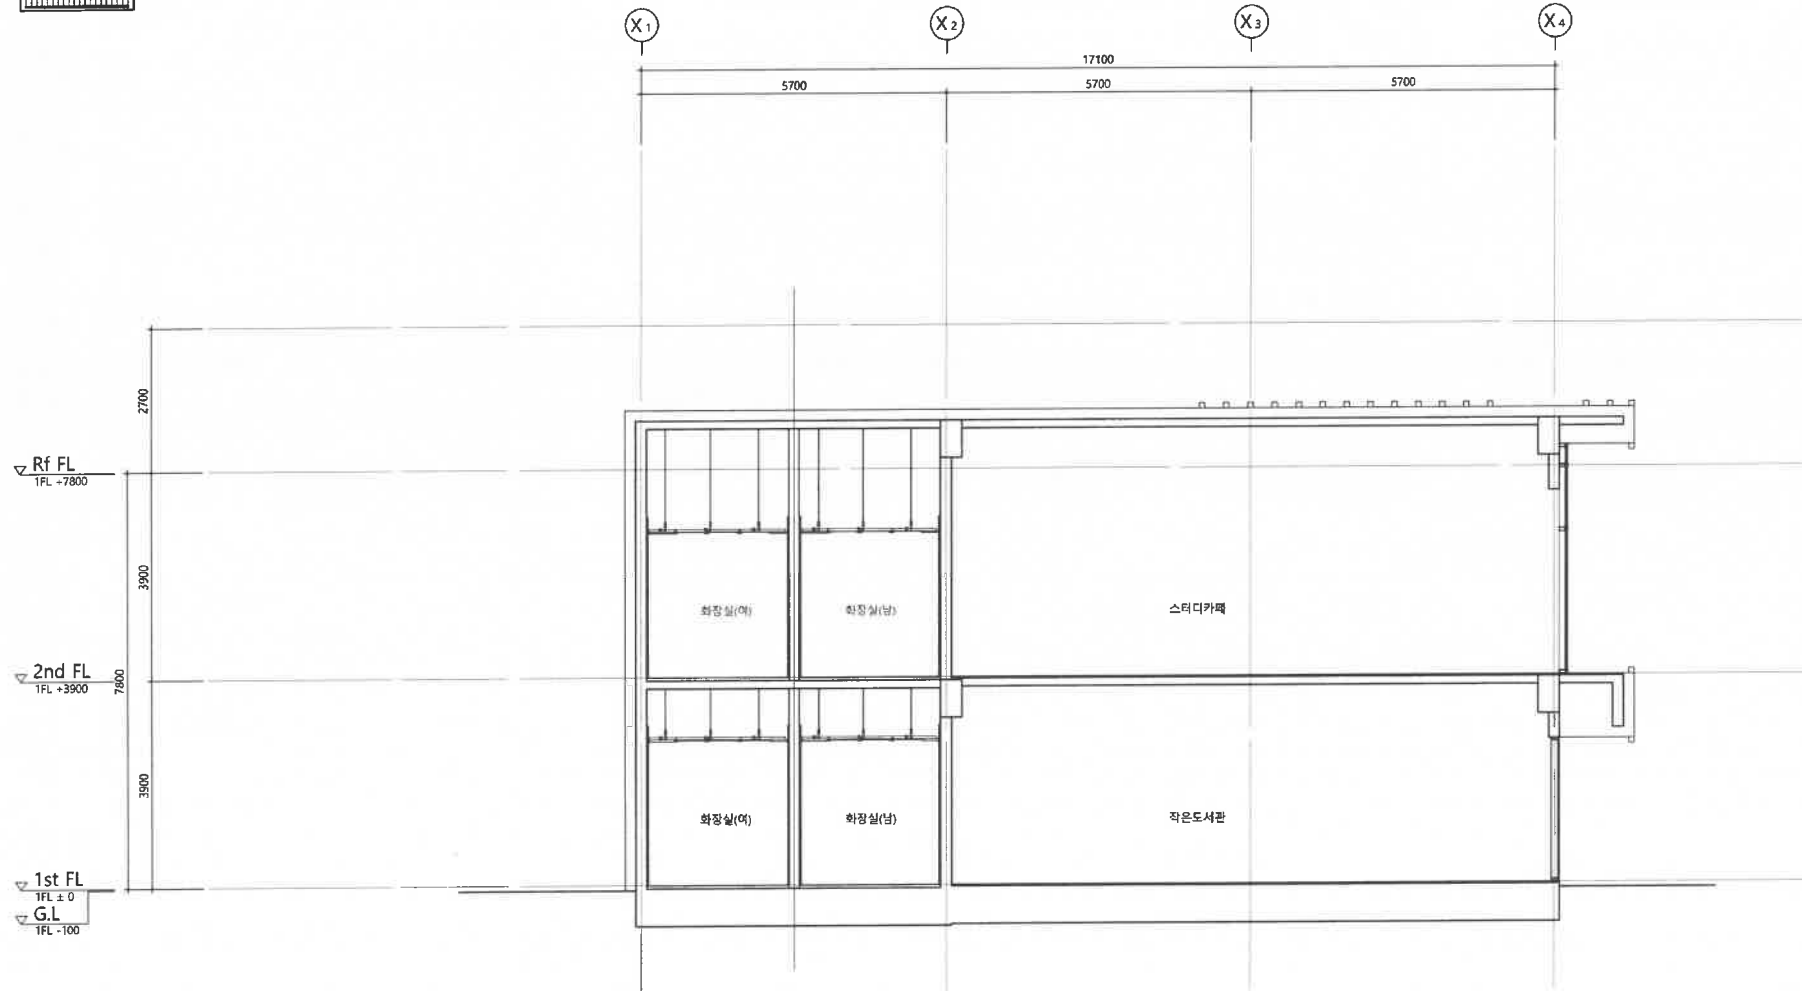 X1
X2
X3
X4
17100
5700
5700
5700
2700
Rf FL
1FL +7800
3900
화장실(여)
화장실(남)
스터디카페
2nd FL
1FL +3900
7800
3900
화장실(여)
화장실(남)
작은도서관
1st FL
1FL ± 0
G.L
1FL -100